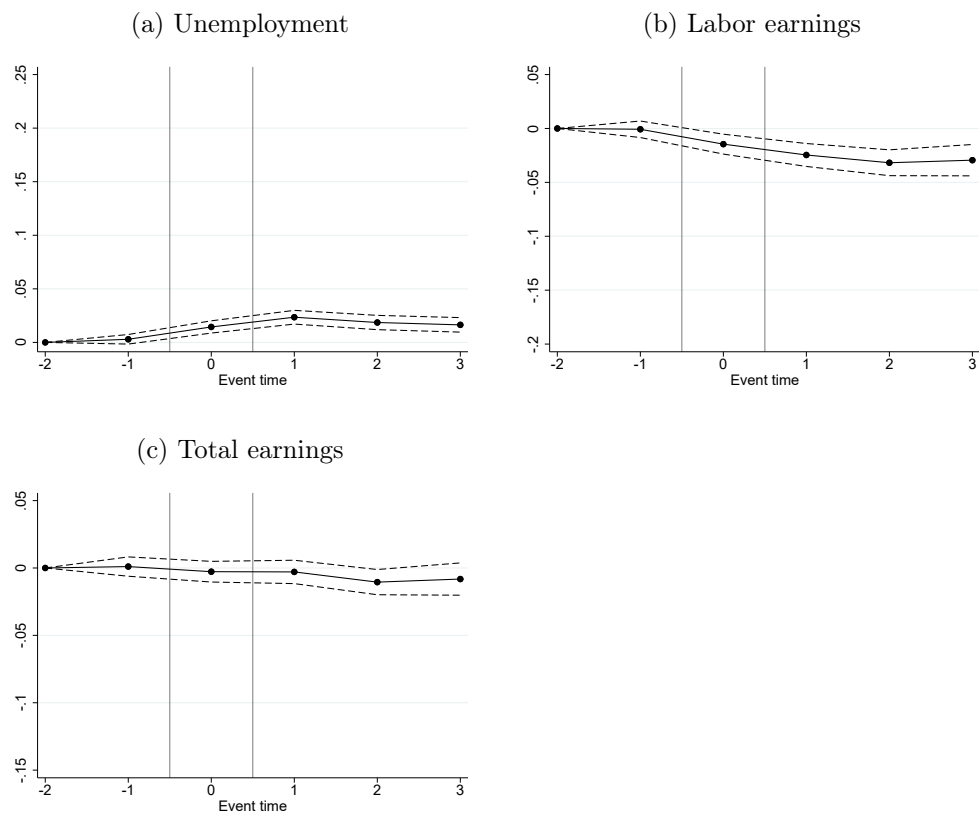 (a) Unemployment
.25
.2
.15
.1
.05
0
-2 -1 0 1 2 3
Event time
(b) Labor earnings
.05
0
-.05
-.1
-.15
-.2
-2 -1 0 1 2 3
Event time
(c) Total earnings
.05
0
-.05
-.1
-.15
-2 -1 0 1 2 3
Event time